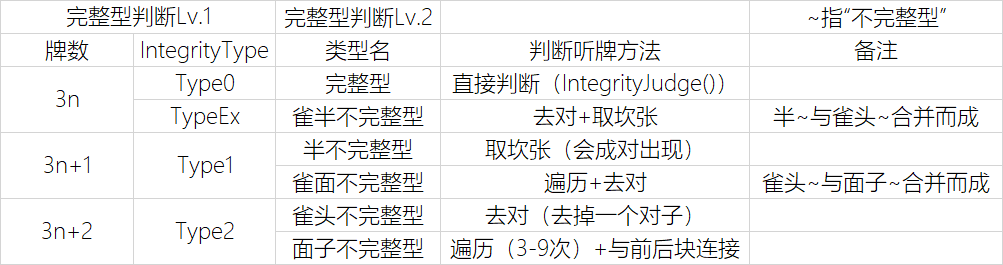 完整型判断Lv.1 完整型判断Lv.2 ~指“不完整型”
牌数 IntegrityType 类型名 判断听牌方法 备注
3n Type0 完整型 直接判断（IntegrityJudge()）
TypeEx 雀半不完整型 去对+取坎张 半~与雀头~合并而成
3n+1 Type1 半不完整型 取坎张（会成对出现）
雀面不完整型 遍历+去对 雀头~与面子~合并而成
3n+2 Type2 雀头不完整型 去对（去掉一个对子）
面子不完整型 遍历（3-9次）+与前后块连接